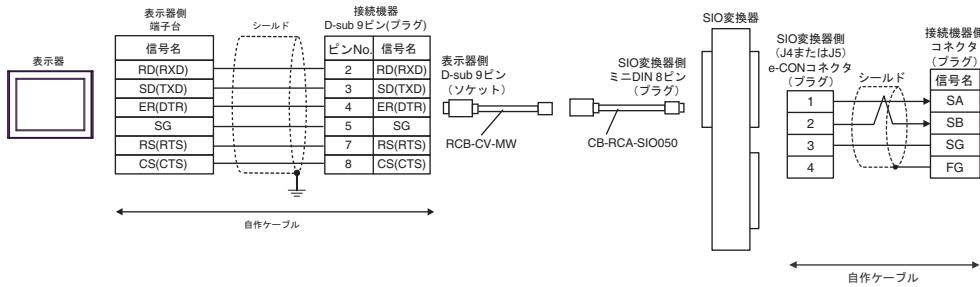 表示器
表示器側
端子台
信号名
RD(RXD)
SD(TXD)
ER(DTR)
SG
RS(RTS)
CS(CTS)
シールド
接続機器
D-sub 9ピン(プラグ)
ピンNo. 信号名
2 RD(RXD)
3 SD(TXD)
4 ER(DTR)
5 SG
7 RS(RTS)
8 CS(CTS)
自作ケーブル
表示器側
D-sub 9ピン
(ソケット)
RCB-CV-MW
SIO変換器側
ミニDIN 8ピン
(プラグ)
CB-RCA-SIO050
SIO変換器
SIO変換器側
(J4またはJ5)
e-CONコネクタ
(プラグ)
1
2
3
4
シールド
接続機器側
コネクタ
(プラグ)
信号名
SA
SB
SG
FG
自作ケーブル